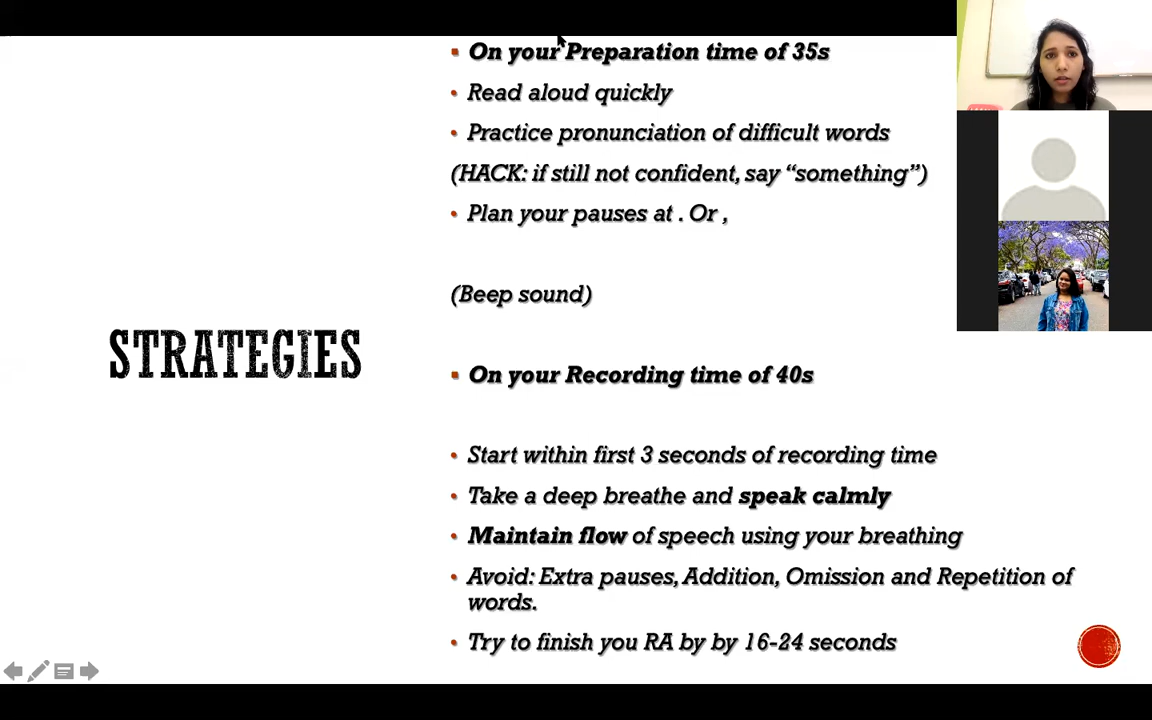 STRATEGIES
On your Preparation time of 35s
Read aloud quickly
Practice pronunciation of difficult words
(HACK: if still not confident, say “something”)
Plan your pauses at . Or ,
(Beep sound)
On your Recording time of 40s
Start within first 3 seconds of recording time
Take a deep breathe and speak calmly
Maintain flow of speech using your breathing
Avoid: Extra pauses, Addition, Omission and Repetition of
words.
Try to finish you RA by by 16-24 seconds